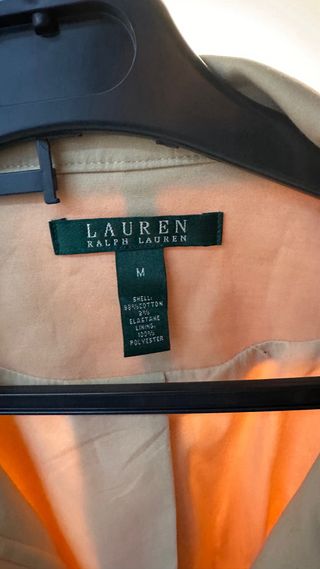 LAUREN
RALPH LAUREN
M
SHELL:
98%COTTON
2%
ELASTANE
LINING:
100%
POLYESTER